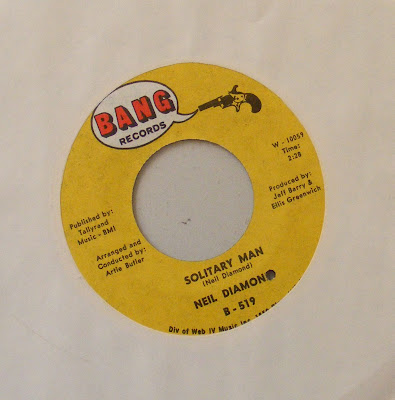 BANG
RECORDS
W - 10059
Time:
2:28
Produced by:
Jeff Barry &
Ellie Greenwich
Published by:
Tallyrand
Music - BMI
Arranged and
Conducted by:
Artie Butler
SOLITARY MAN
(Neil Diamond)
NEIL DIAMON
B - 519
Div of Web IV Music Inc